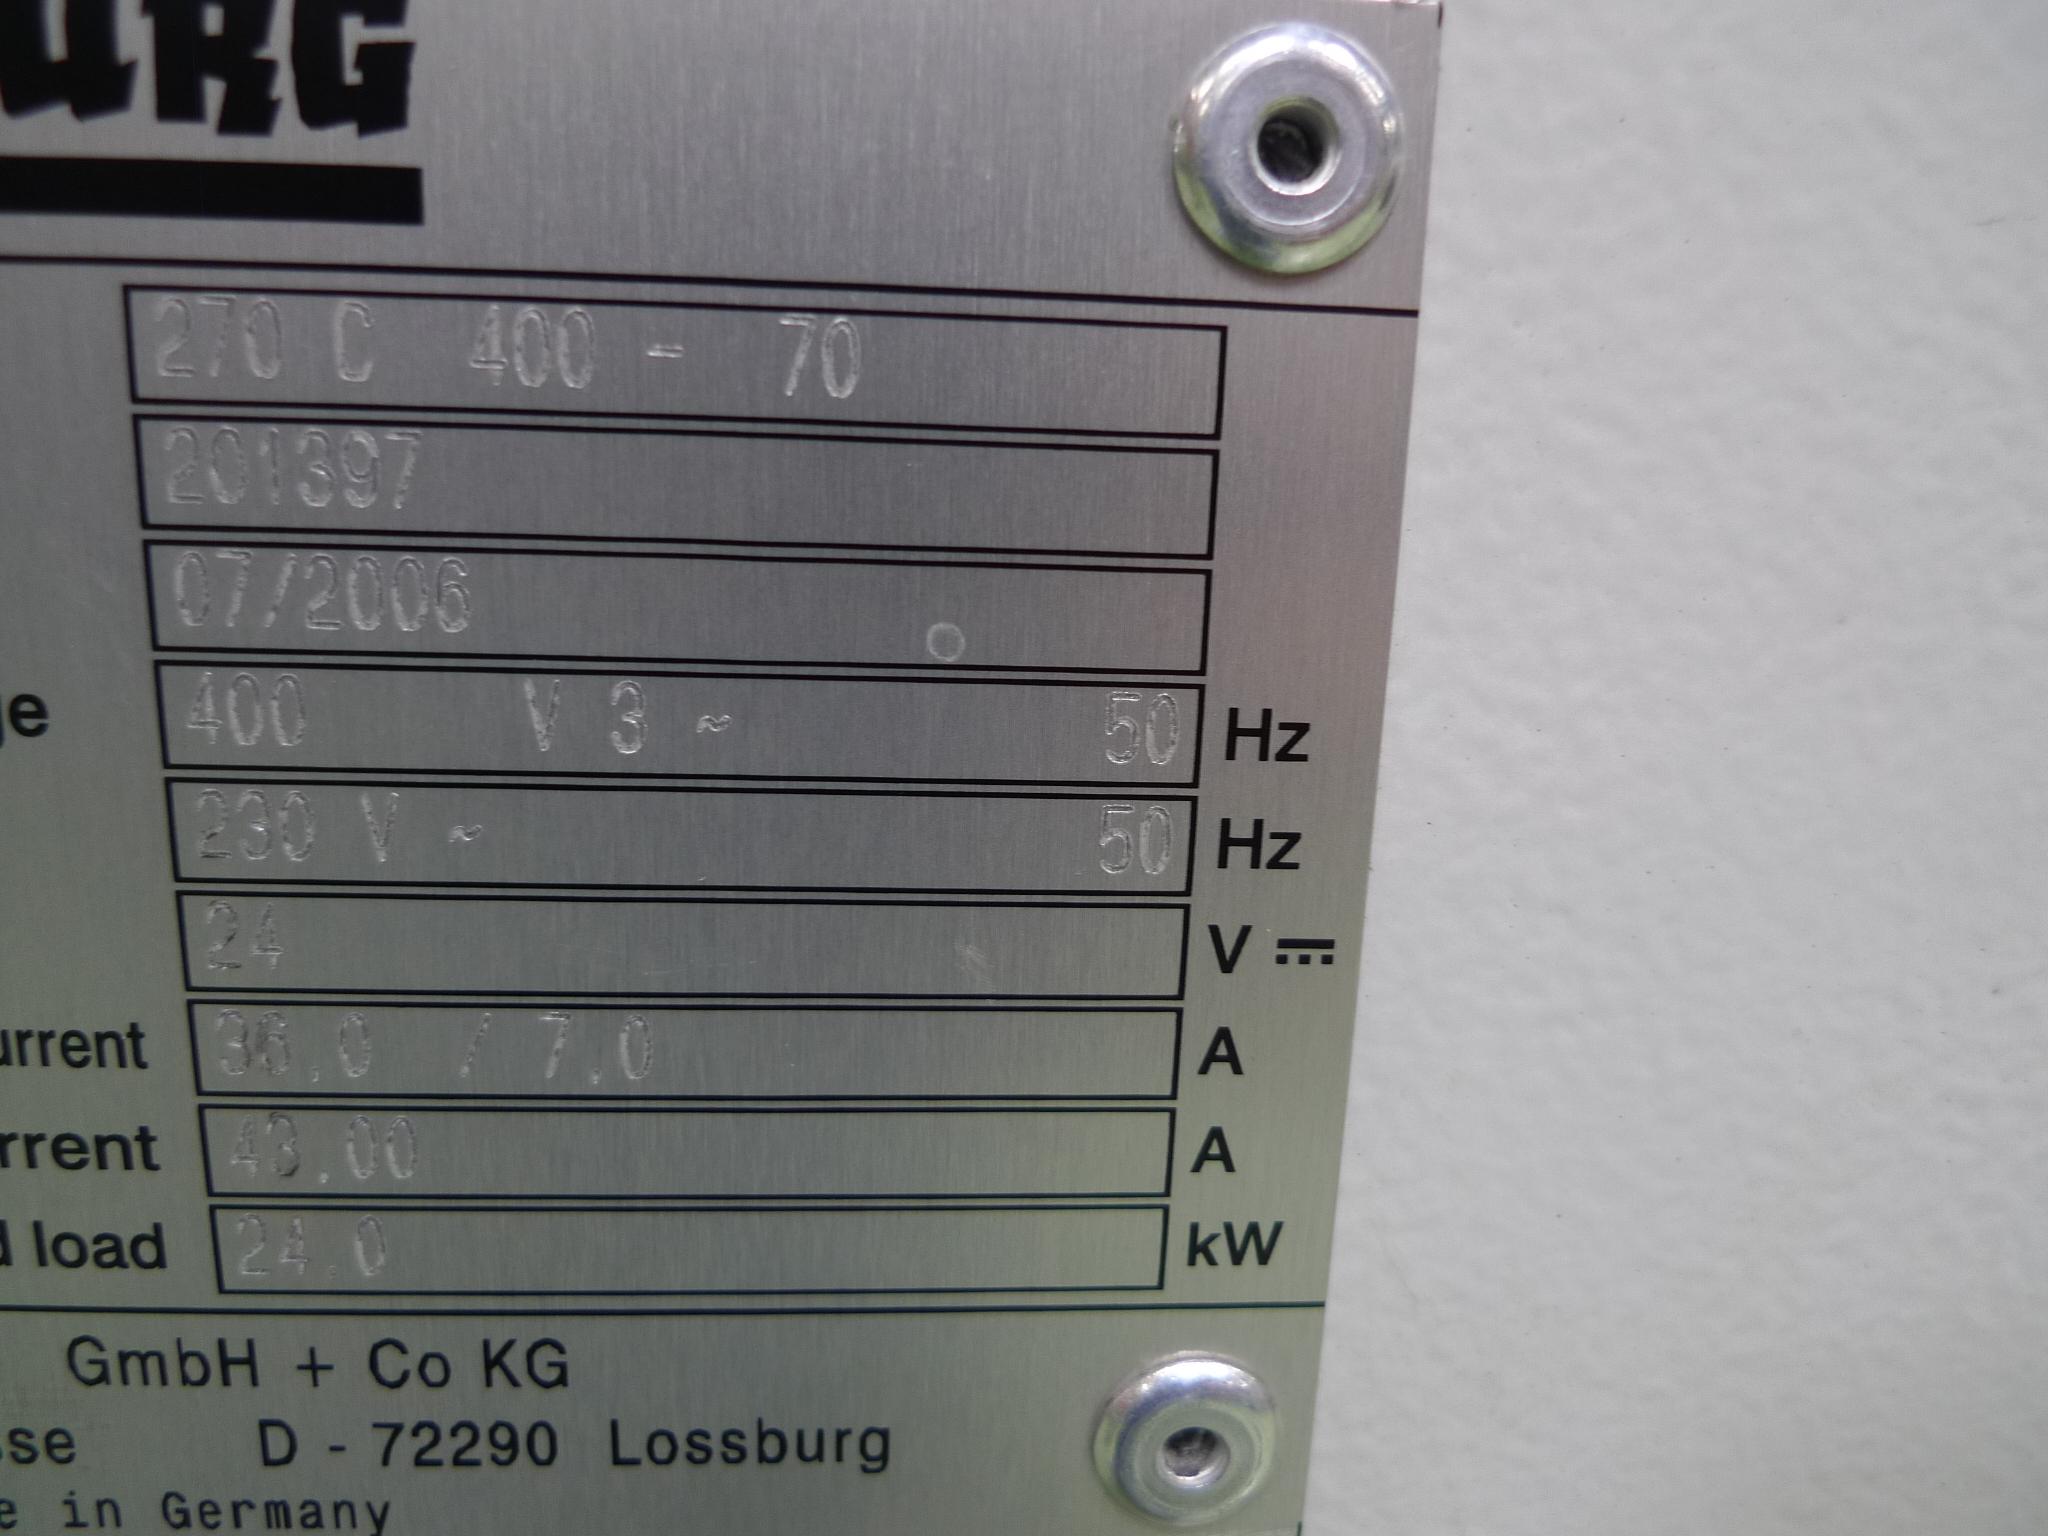 URG
270 C 400 - 70
201397
07/2006
ge 400 V 3 ~ 50 Hz
230 V ~ 50 Hz
24 V ⎓
urrent 36.0 / 7.0 A
rrent 43.00 A
d load 24.0 kW
GmbH + Co KG
sse D - 72290 Lossburg
e in Germany